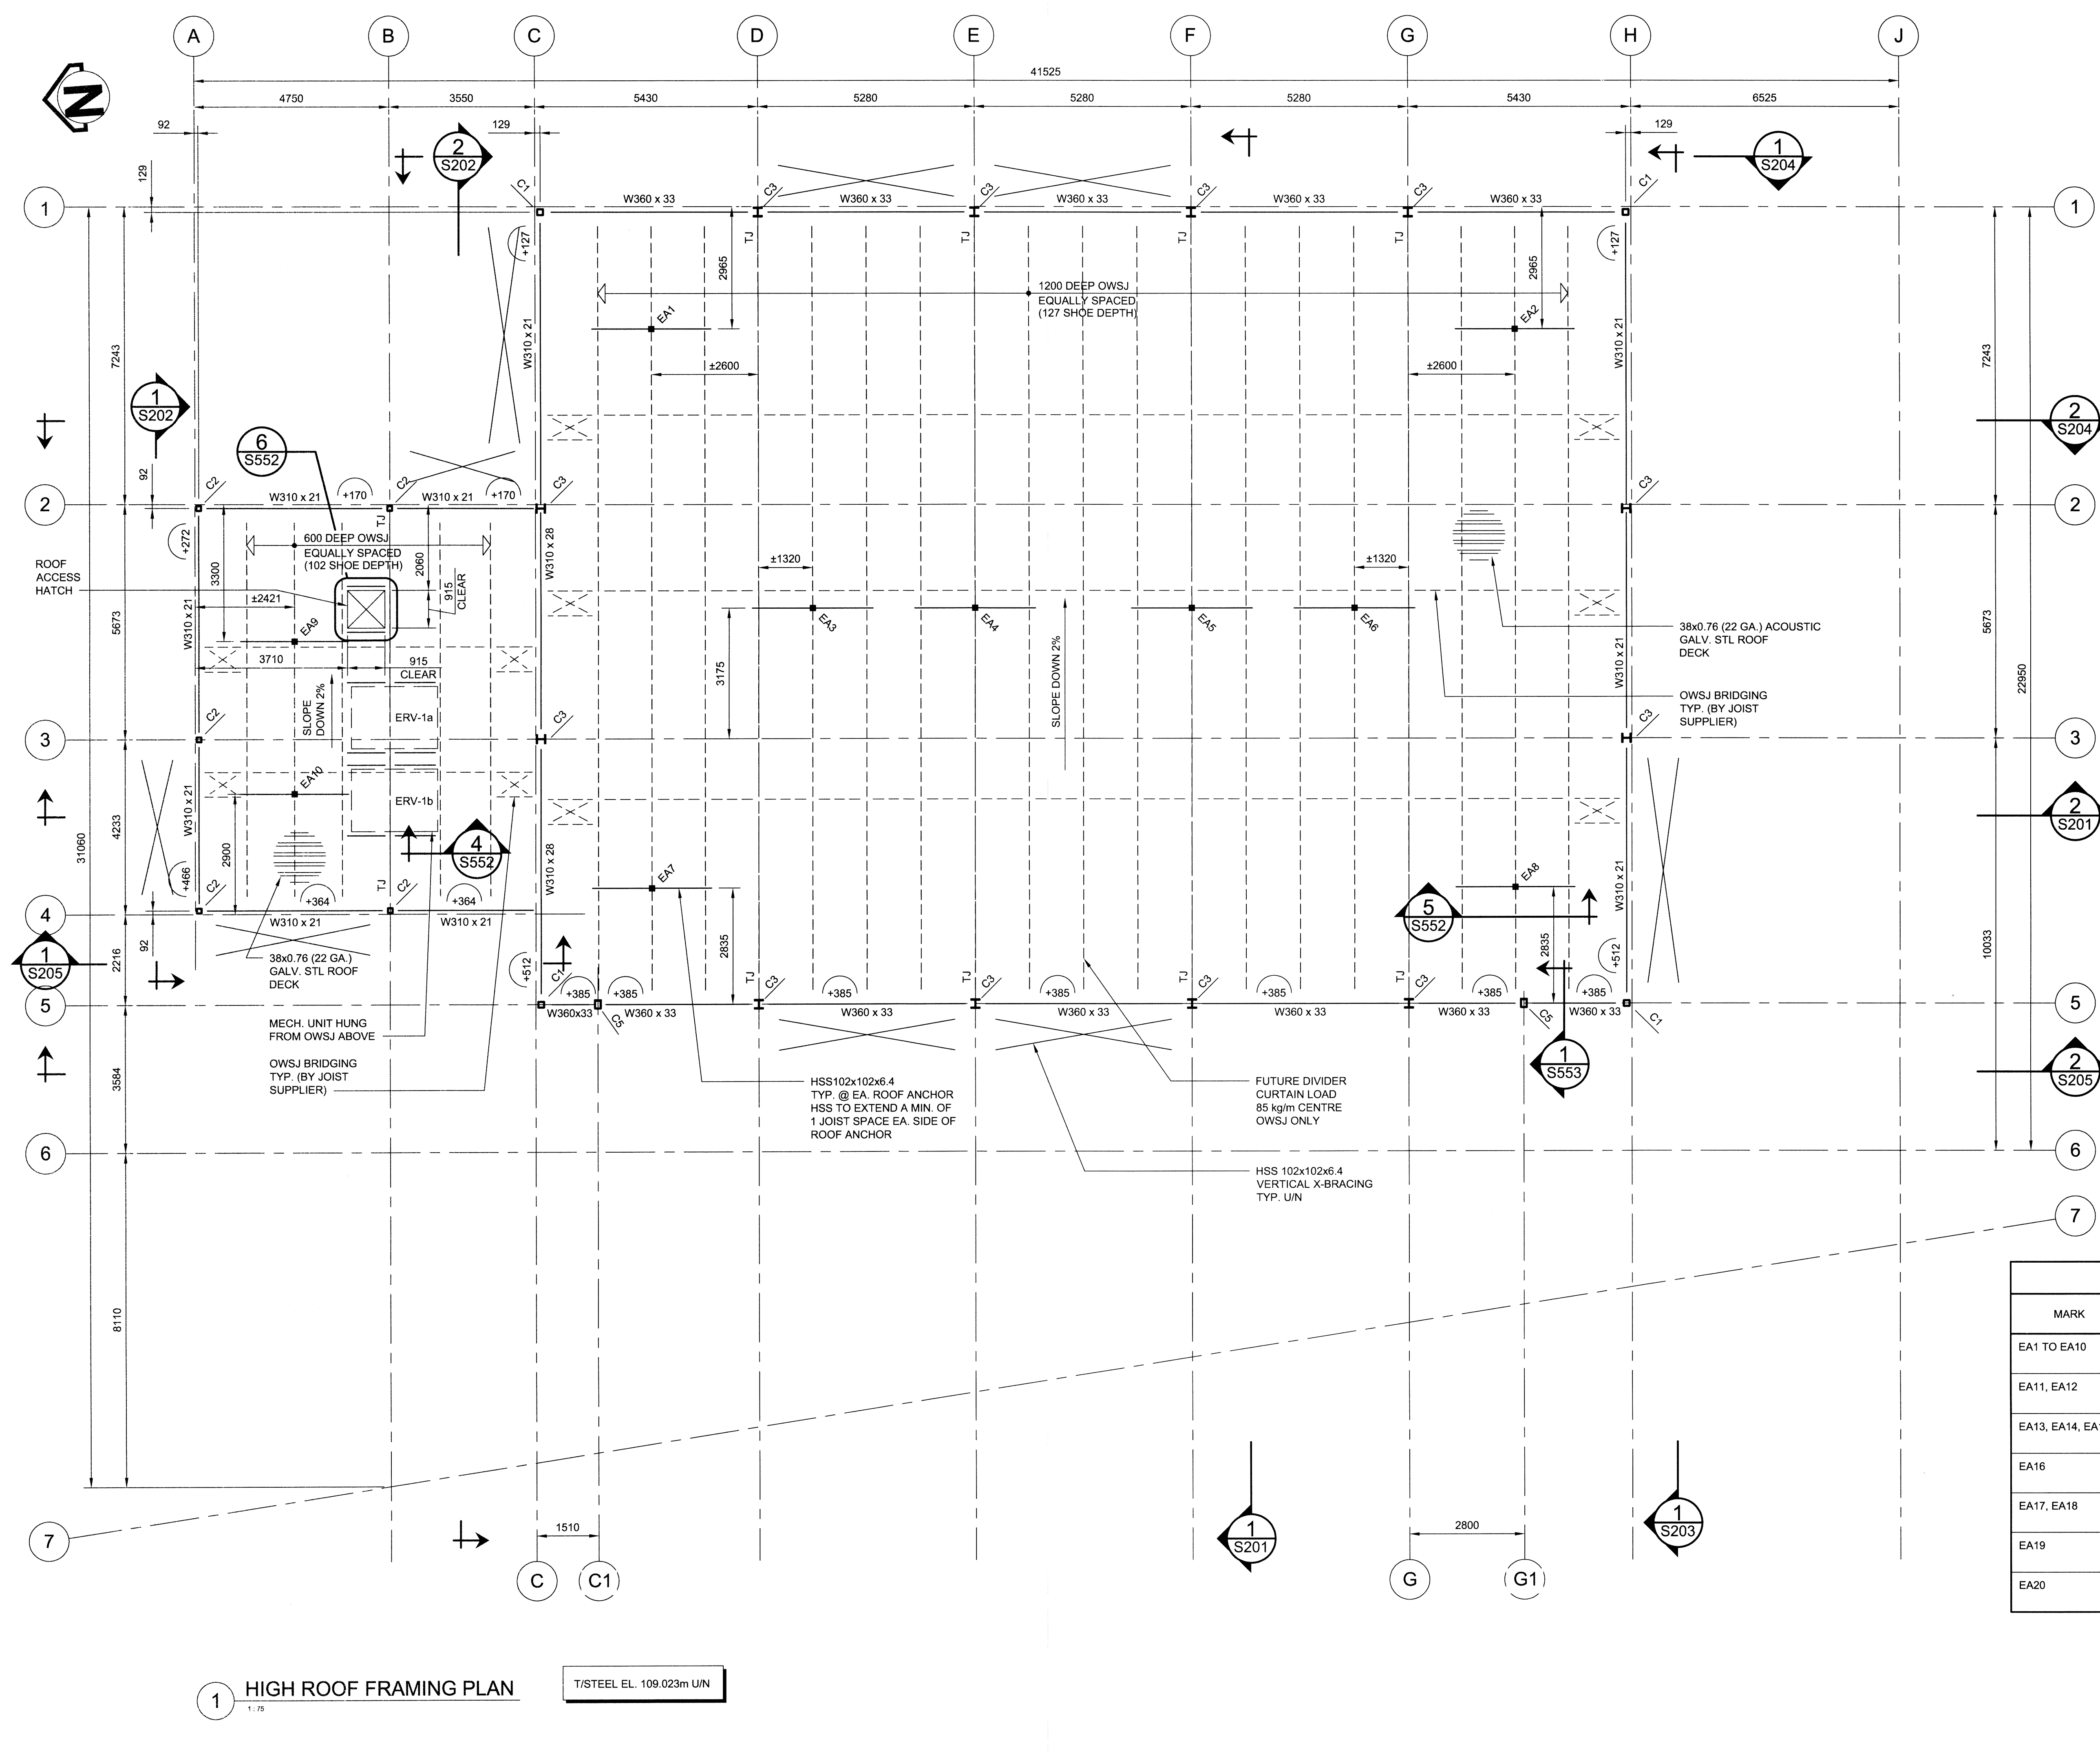 A B C D E F G H J
41525
4750 3550 5430 5280 5280 5280 5430 6525
92 129 129
N
2
S202
1
S204
129
C1 C3 C3 C3 C3 C1
1 W360 x 33 W360 x 33 W360 x 33 W360 x 33 W360 x 33 1
+127 TJ TJ TJ TJ +127
2965 2965
1200 DEEP OWSJ
EQUALLY SPACED
(127 SHOE DEPTH)
EA1 EA2
7243 W310 x 21 W310 x 21 7243
±2600 ±2600
1
S202
2
S204
6
S552
92
C2 C2 C3 C3
2 W310 x 21 +170 W310 x 21 +170 2
TJ
+272
600 DEEP OWSJ
EQUALLY SPACED
(102 SHOE DEPTH)
3300 2060 W310 x 28
ROOF
ACCESS
HATCH
±1320 ±1320
915
CLEAR
±2421
EA9 EA3 EA4 EA5 EA6
5673 W310 x 21 W310 x 21 5673
38x0.76 (22 GA.) ACOUSTIC
GALV. STL ROOF
DECK
3710 915
CLEAR
3175
SLOPE
DOWN 2%
SLOPE DOWN 2%
ERV-1a
22950
OWSJ BRIDGING
TYP. (BY JOIST
SUPPLIER)
C2 C3 C3
3 3
EA10
ERV-1b
31060 4233 W310 x 21
2
S201
2900
4
S552
+466 W310 x 28 EA7 EA8 W310 x 21
C2 TJ C2
+364 +364
4 W310 x 21 W310 x 21
5
S552
92
2835 2835
10033
1
S205
2216
38x0.76 (22 GA.)
GALV. STL ROOF
DECK
+512 +512
C1 TJ C3 TJ C3 TJ C3 TJ C3
+385 +385 +385 +385 +385 +385 +385
5 W360x33 W360 x 33 W360 x 33 W360 x 33 W360 x 33 W360 x 33 W360 x 33 5
C5 C5 C1
MECH. UNIT HUNG
FROM OWSJ ABOVE
OWSJ BRIDGING
TYP. (BY JOIST
SUPPLIER)
3584
1
S553
2
S205
HSS102x102x6.4
TYP. @ EA. ROOF ANCHOR
HSS TO EXTEND A MIN. OF
1 JOIST SPACE EA. SIDE OF
ROOF ANCHOR
FUTURE DIVIDER
CURTAIN LOAD
85 kg/m CENTRE
OWSJ ONLY
6 6
HSS 102x102x6.4
VERTICAL X-BRACING
TYP. U/N
7
8110
MARK
EA1 TO EA10
EA11, EA12
EA13, EA14,
EA16
EA17, EA18
EA19
EA20
7
1510 2800
1
S201
1
S203
C C1 G G1
1 HIGH ROOF FRAMING PLAN
1 : 75
T/STEEL EL. 109.023m U/N